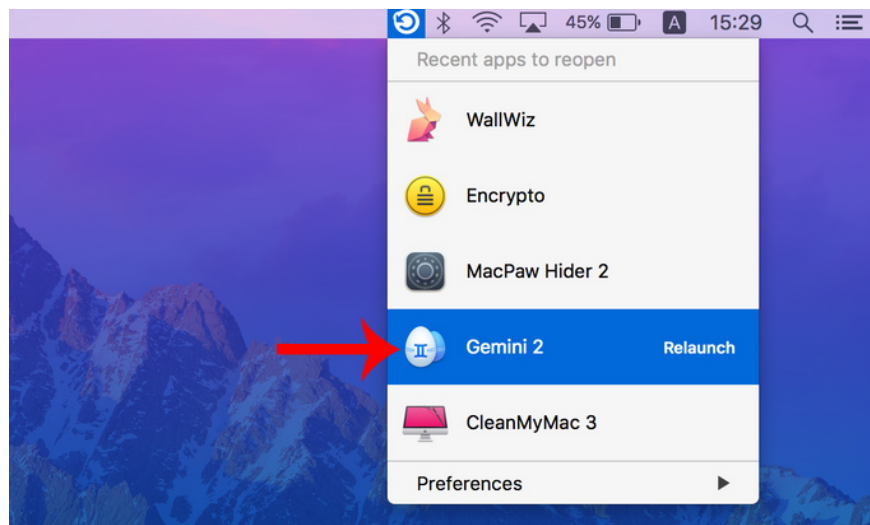 45% A 15:29
Recent apps to reopen
WallWiz
Encrypto
MacPaw Hider 2
Gemini 2 Relaunch
CleanMyMac 3
Preferences